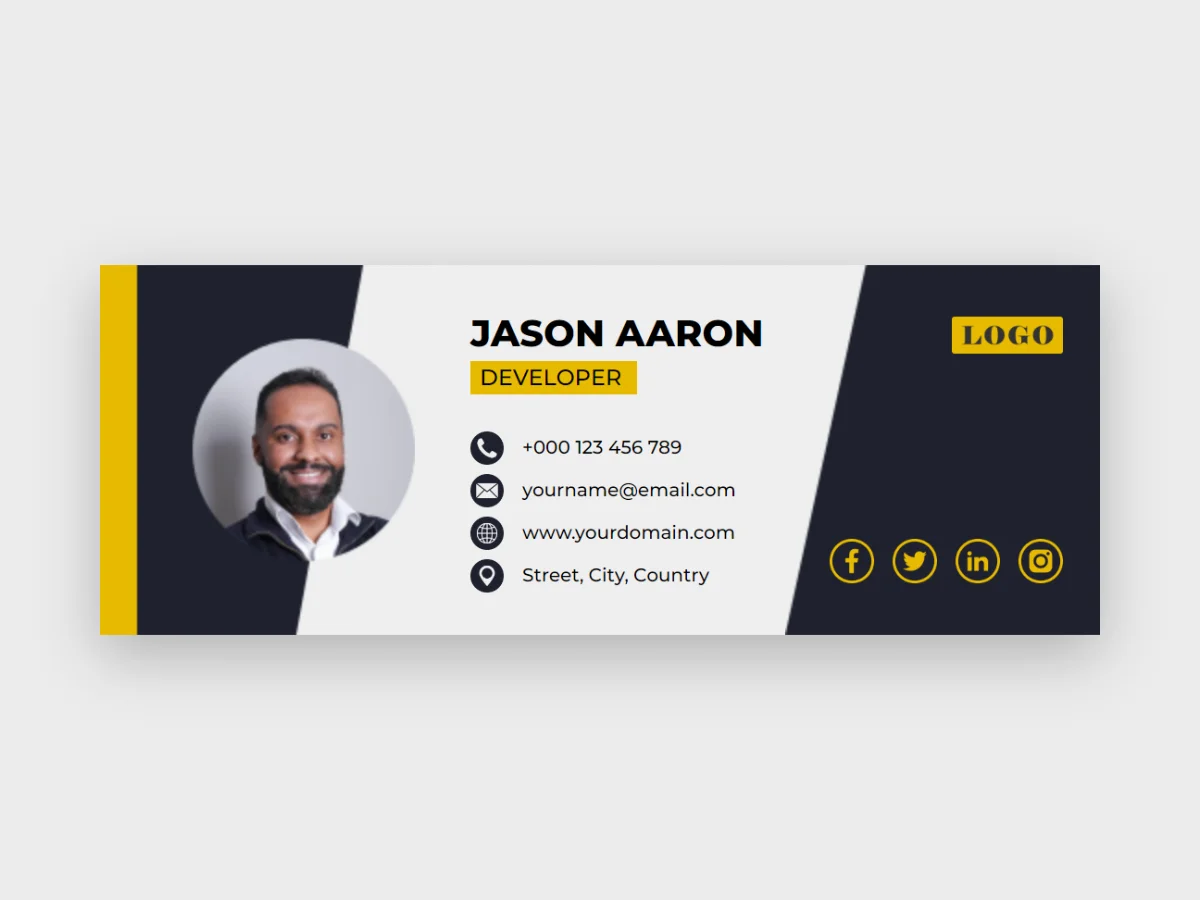 JASON AARON
DEVELOPER
+000 123 456 789
yourname@email.com
www.yourdomain.com
Street, City, Country
LOGO